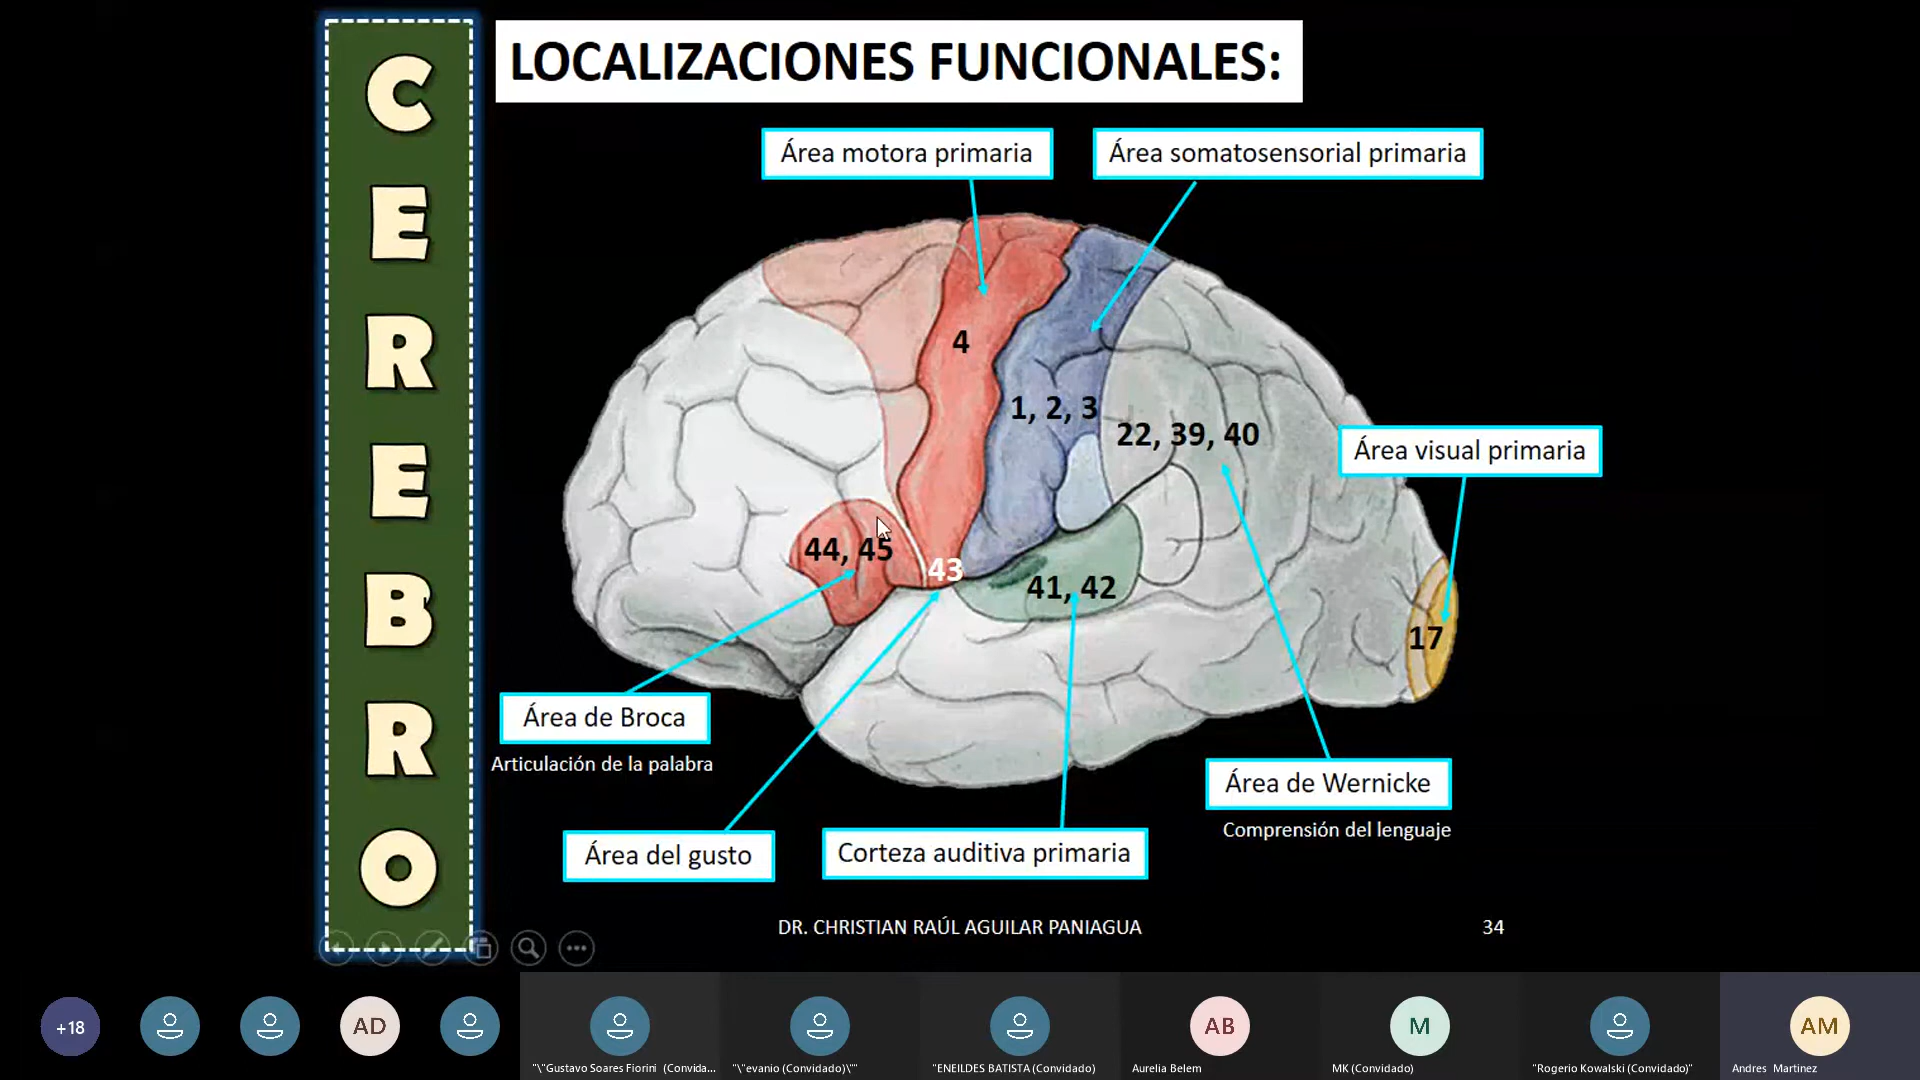 CEREBRO
LOCALIZACIONES FUNCIONALES:
Área motora primaria
Área somatosensorial primaria
4
1, 2, 3
22, 39, 40
Área visual primaria
44, 45
43
41, 42
17
Área de Broca
Articulación de la palabra
Área de Wernicke
Comprensión del lenguaje
Área del gusto
Corteza auditiva primaria
DR. CHRISTIAN RAÚL AGUILAR PANIAGUA
34
+18
AD
AB
M
AM
"\"Gustavo Soares Fiorini (Convida...
"\"evanio (Convidado)\""
"ENEILDES BATISTA (Convidado)
Aurelia Belem
MK (Convidado)
"Rogerio Kowalski (Convidado)"
Andres Martinez